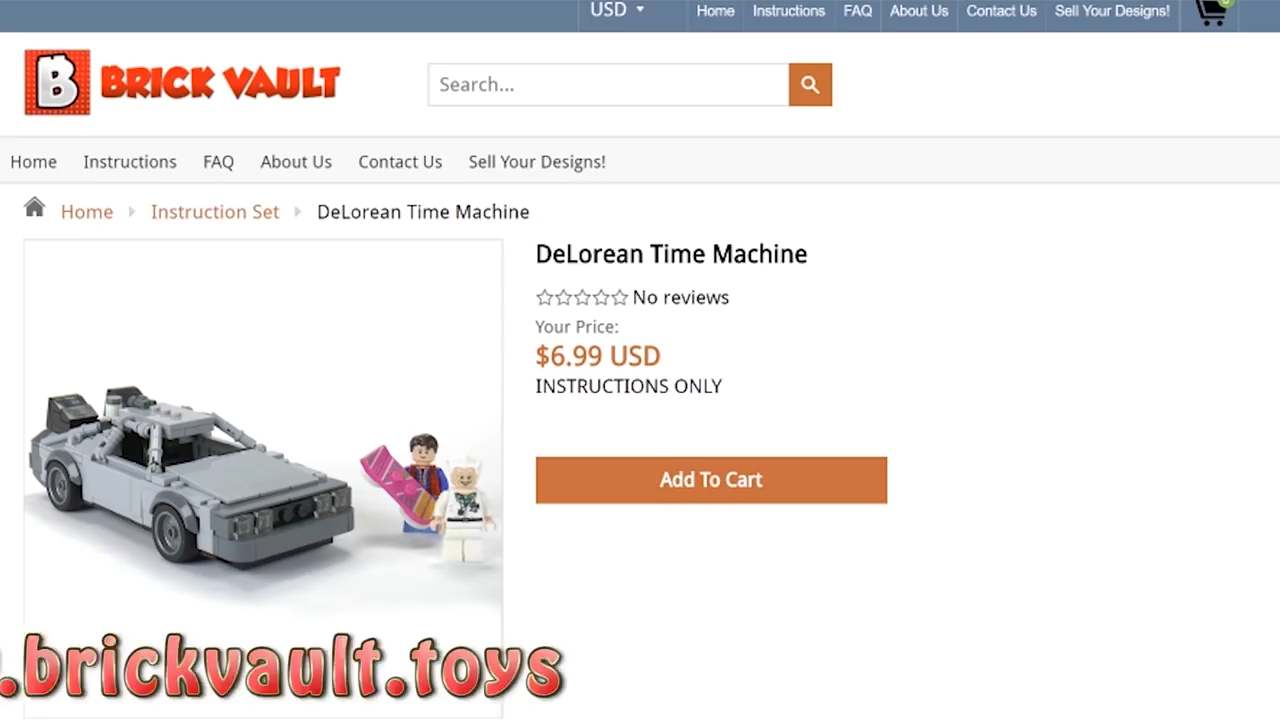 USD
Home Instructions FAQ About Us Contact Us Sell Your Designs!
B BRICK VAULT
Search...
Home Instructions FAQ About Us Contact Us Sell Your Designs!
Home Instruction Set DeLorean Time Machine
DeLorean Time Machine
No reviews
Your Price:
$6.99 USD
INSTRUCTIONS ONLY
Add To Cart
.brickvault.toys